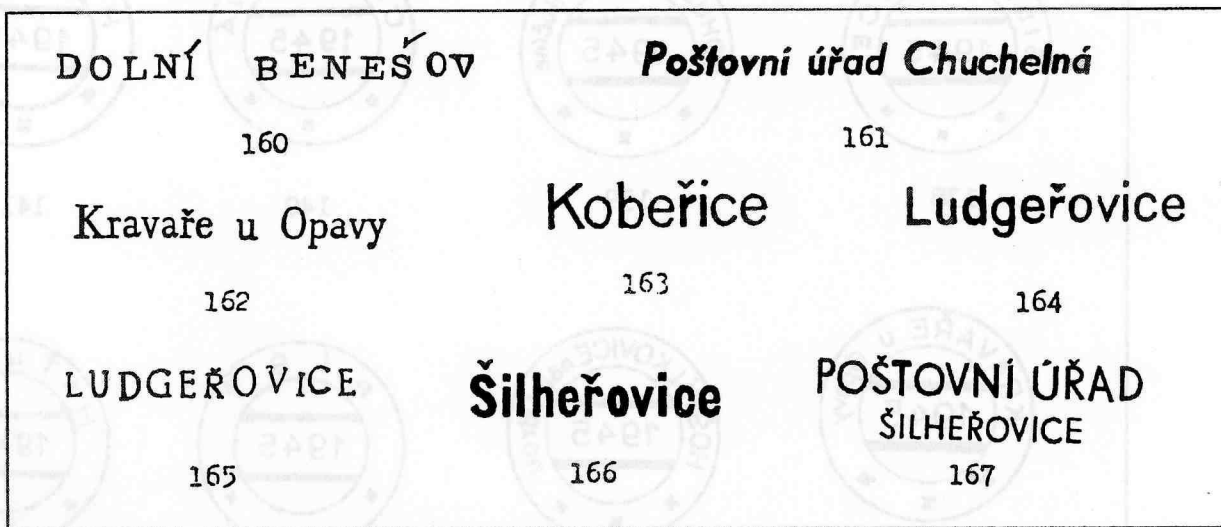 DOLNÍ BENEŠOV
Poštovní úřad Chuchelná
160
161
Kravaře u Opavy
Kobeřice
Ludgeřovice
162
163
164
LUDGEŘOVICE
Šilheřovice
POŠTOVNÍ ÚŘAD
ŠILHEŘOVICE
165
166
167